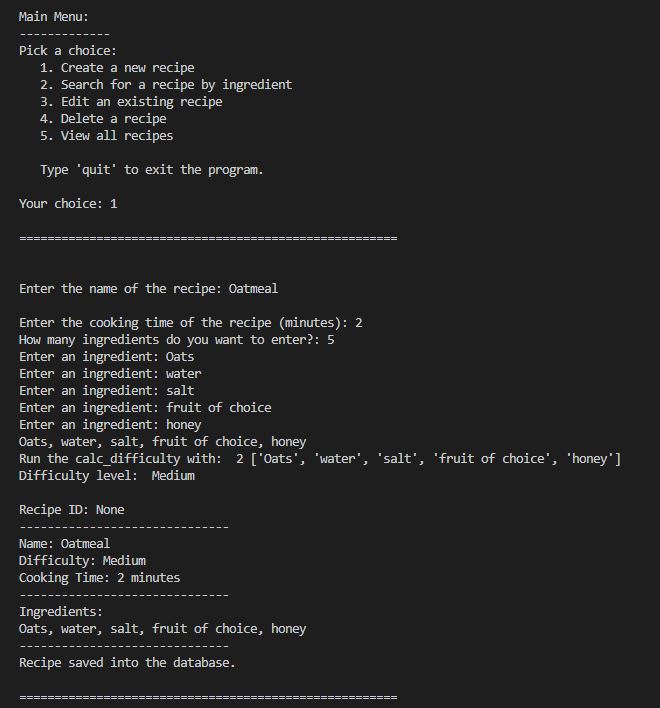 Main Menu:
-------------
Pick a choice:
   1. Create a new recipe
   2. Search for a recipe by ingredient
   3. Edit an existing recipe
   4. Delete a recipe
   5. View all recipes

   Type 'quit' to exit the program.

Your choice: 1

======================================================


Enter the name of the recipe: Oatmeal

Enter the cooking time of the recipe (minutes): 2
How many ingredients do you want to enter?: 5
Enter an ingredient: Oats
Enter an ingredient: water
Enter an ingredient: salt
Enter an ingredient: fruit of choice
Enter an ingredient: honey
Oats, water, salt, fruit of choice, honey
Run the calc_difficulty with:  2 ['Oats', 'water', 'salt', 'fruit of choice', 'honey']
Difficulty level:  Medium

Recipe ID: None
------------------------------
Name: Oatmeal
Difficulty: Medium
Cooking Time: 2 minutes
------------------------------
Ingredients:
Oats, water, salt, fruit of choice, honey
------------------------------
Recipe saved into the database.

======================================================